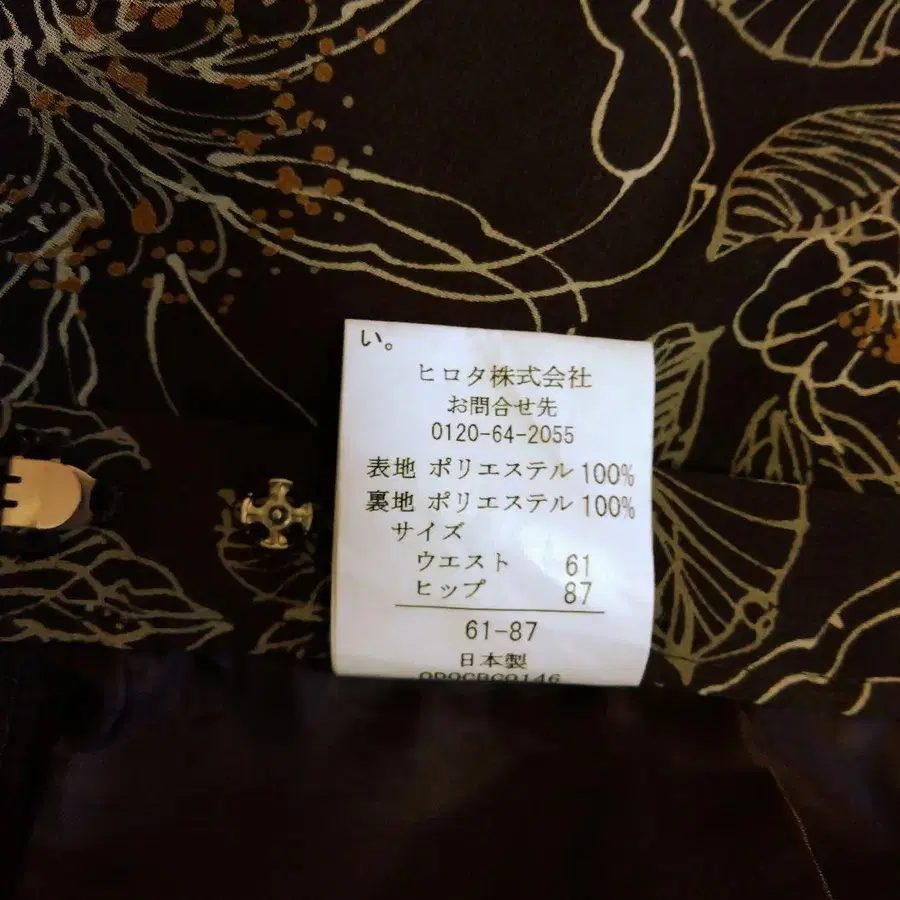 い。
ヒロタ株式会社
お問合せ先
0120-64-2055
表地 ポリエステル 100%
裏地 ポリエステル 100%
サイズ
ウエスト 61
ヒップ 87
61-87
日本製